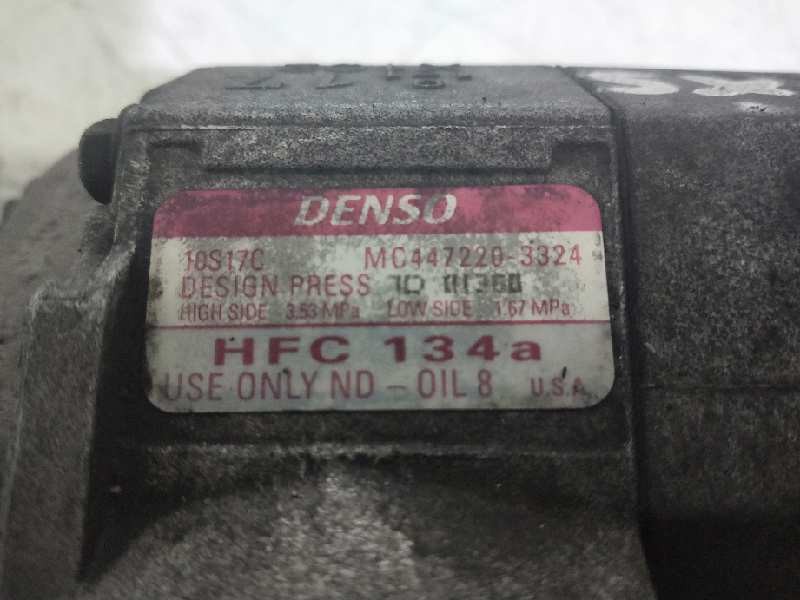 DENSO
10S17C MC447220-3324
DESIGN PRESS
HIGH SIDE 3.53 MPa LOW SIDE 1.67 MPa
HFC 134a
USE ONLY ND-OIL 8 U.S.A